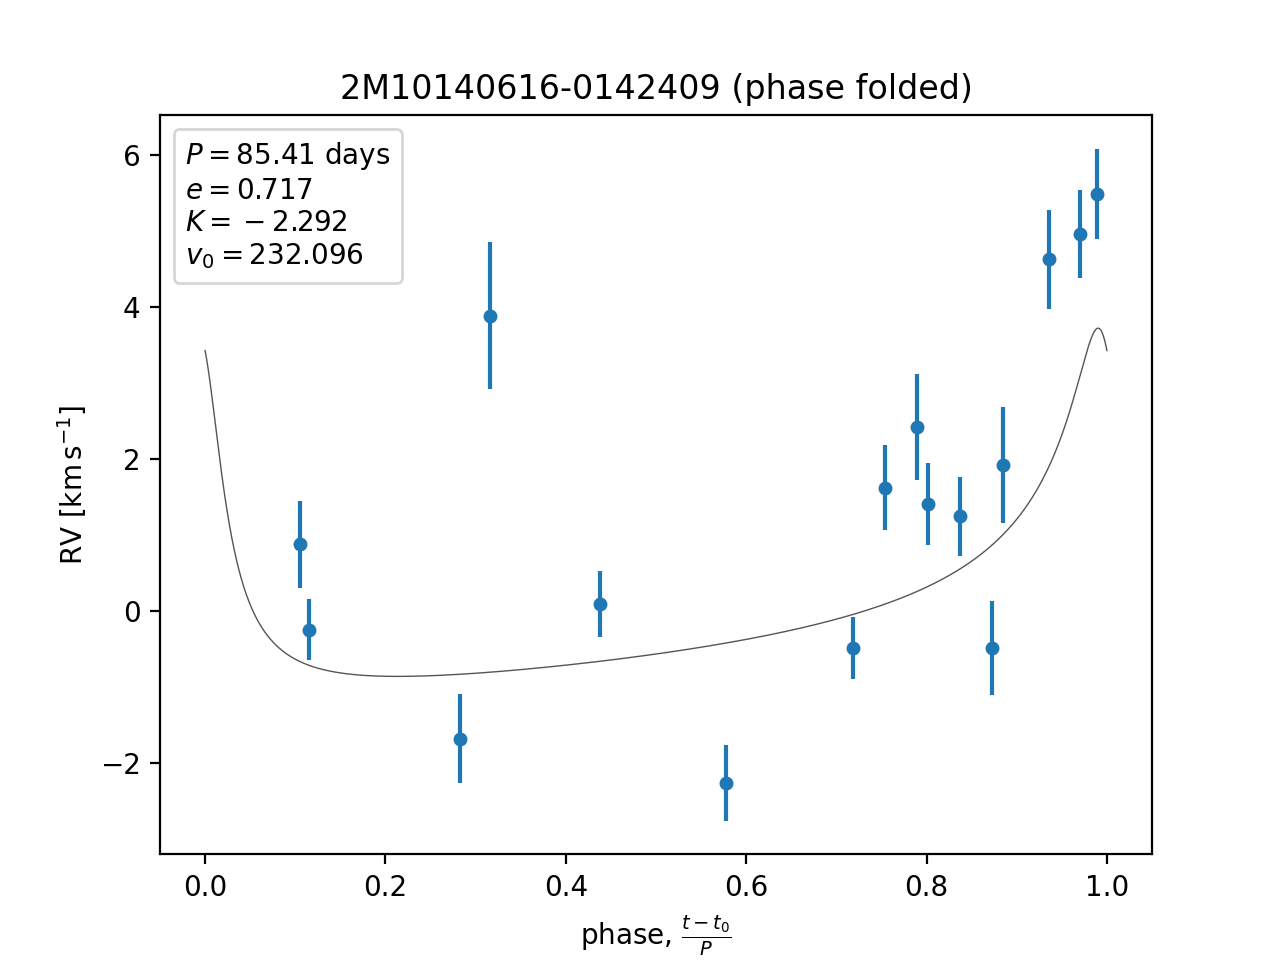 2M10140616-0142409 (phase folded)
P = 85.41 days
e = 0.717
K = −2.292
v₀ = 232.096
RV [km s⁻¹]
6
4
2
0
−2
0.0 0.2 0.4 0.6 0.8 1.0
phase, (t − t₀)/P